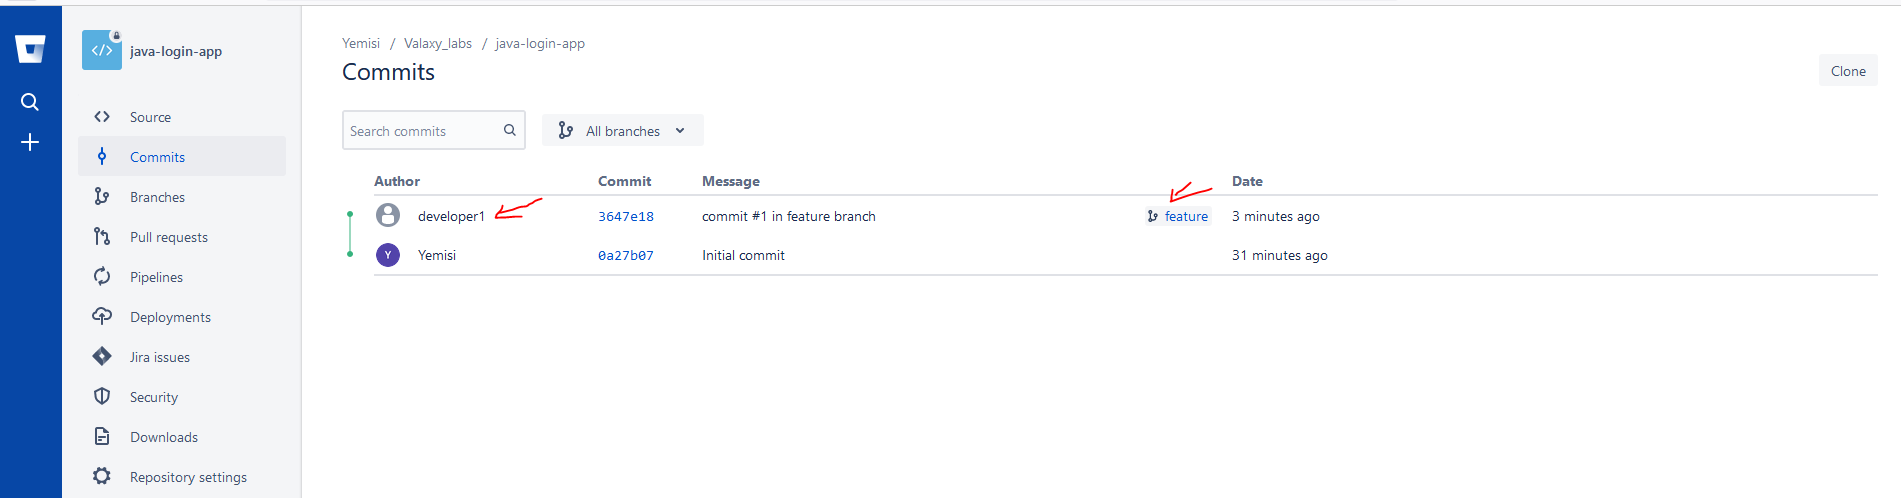 </> java-login-app
Source
Commits
Branches
Pull requests
Pipelines
Deployments
Jira issues
Security
Downloads
Repository settings
Yemisi / Valaxy_labs / java-login-app
Commits
Clone
Search commits All branches
Author Commit Message Date
developer1 3647e18 commit #1 in feature branch feature 3 minutes ago
Y Yemisi 0a27b07 Initial commit 31 minutes ago